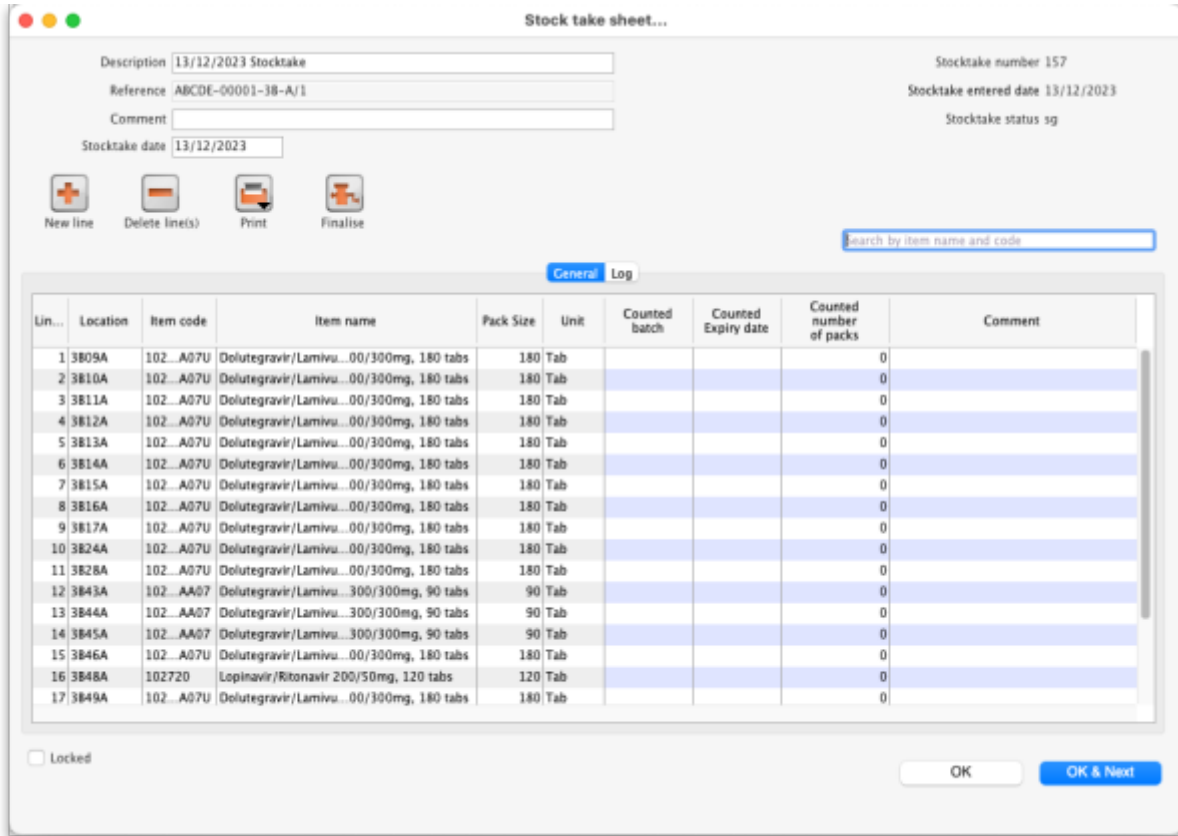 Stock take sheet...
Description 13/12/2023 Stocktake Stocktake number 157
Reference ABCDE-00001-3B-A/1 Stocktake entered date 13/12/2023
Comment Stocktake status sg
Stocktake date 13/12/2023
New line Delete line(s) Print Finalise
Search by item name and code
General Log
Lin... Location Item code Item name Pack Size Unit Counted batch Counted Expiry date Counted number of packs Comment
1 3B09A 102...A07U Dolutegravir/Lamivu...00/300mg, 180 tabs 180 Tab 0
2 3B10A 102...A07U Dolutegravir/Lamivu...00/300mg, 180 tabs 180 Tab 0
3 3B11A 102...A07U Dolutegravir/Lamivu...00/300mg, 180 tabs 180 Tab 0
4 3B12A 102...A07U Dolutegravir/Lamivu...00/300mg, 180 tabs 180 Tab 0
5 3B13A 102...A07U Dolutegravir/Lamivu...00/300mg, 180 tabs 180 Tab 0
6 3B14A 102...A07U Dolutegravir/Lamivu...00/300mg, 180 tabs 180 Tab 0
7 3B15A 102...A07U Dolutegravir/Lamivu...00/300mg, 180 tabs 180 Tab 0
8 3B16A 102...A07U Dolutegravir/Lamivu...00/300mg, 180 tabs 180 Tab 0
9 3B17A 102...A07U Dolutegravir/Lamivu...00/300mg, 180 tabs 180 Tab 0
10 3B24A 102...A07U Dolutegravir/Lamivu...00/300mg, 180 tabs 180 Tab 0
11 3B28A 102...A07U Dolutegravir/Lamivu...00/300mg, 180 tabs 180 Tab 0
12 3B43A 102...AA07 Dolutegravir/Lamivu...300/300mg, 90 tabs 90 Tab 0
13 3B44A 102...AA07 Dolutegravir/Lamivu...300/300mg, 90 tabs 90 Tab 0
14 3B45A 102...AA07 Dolutegravir/Lamivu...300/300mg, 90 tabs 90 Tab 0
15 3B46A 102...A07U Dolutegravir/Lamivu...00/300mg, 180 tabs 180 Tab 0
16 3B48A 102720 Lopinavir/Ritonavir 200/50mg, 120 tabs 120 Tab 0
17 3B49A 102...A07U Dolutegravir/Lamivu...00/300mg, 180 tabs 180 Tab 0
Locked
OK OK & Next